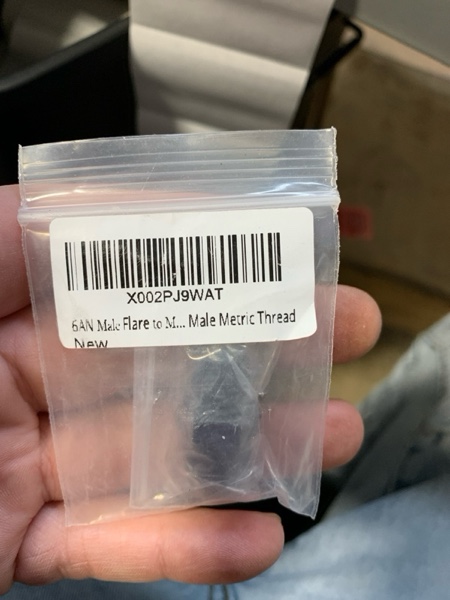 X002PJ9WAT
6AN Male Flare to M... Male Metric Thread
New